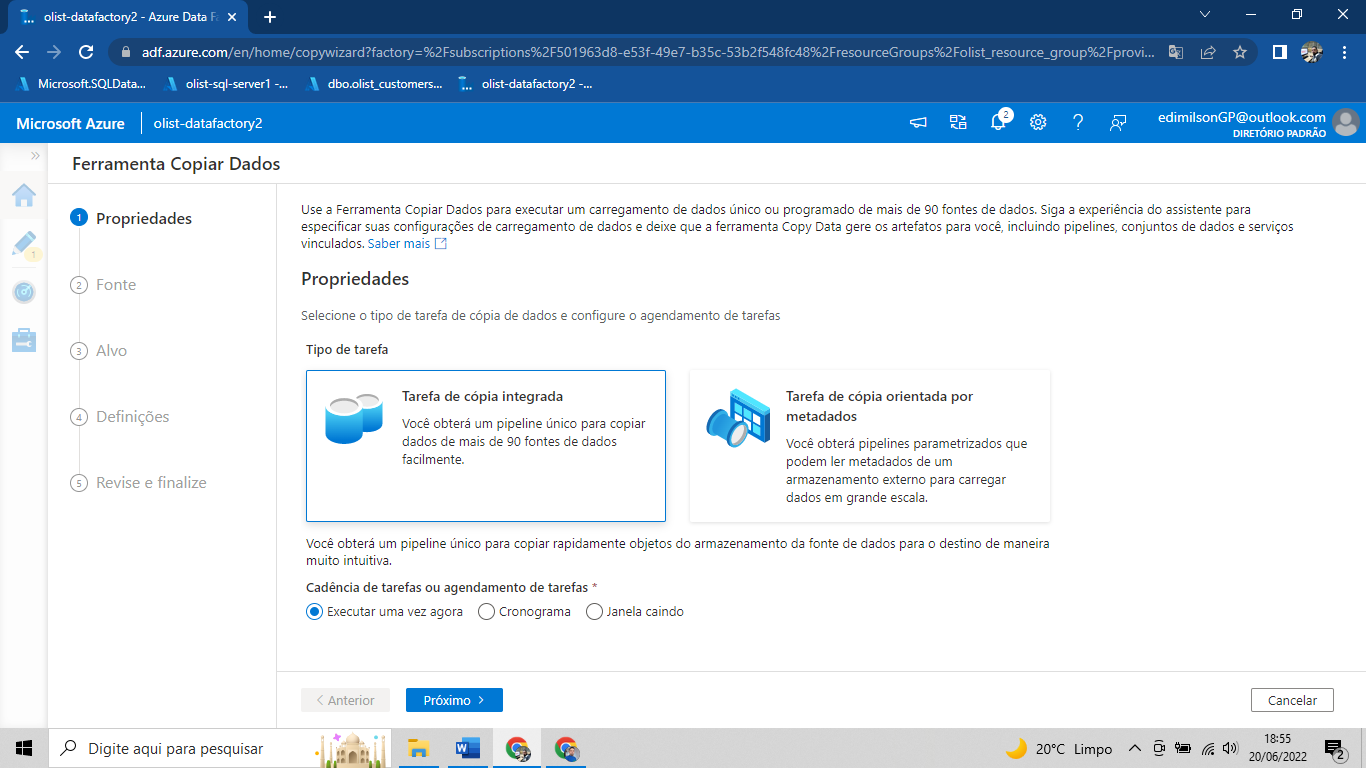 olist-datafactory2 - Azure Data F
adf.azure.com/en/home/copywizard?factory=%2Fsubscriptions%2F501963d8-e53f-49e7-b35c-53b2f548fc48%2FresourceGroups%2Folist_resource_group%2Fprovi...
Microsoft.SQLData... olist-sql-server1 -... dbo.olist_customers... olist-datafactory2 -...
Microsoft Azure olist-datafactory2 2 edimilsonGP@outlook.com
DIRETÓRIO PADRÃO
Ferramenta Copiar Dados
1 Propriedades
2 Fonte
3 Alvo
4 Definições
5 Revise e finalize
1
Use a Ferramenta Copiar Dados para executar um carregamento de dados único ou programado de mais de 90 fontes de dados. Siga a experiência do assistente para
especificar suas configurações de carregamento de dados e deixe que a ferramenta Copy Data gere os artefatos para você, incluindo pipelines, conjuntos de dados e serviços
vinculados. Saber mais
Propriedades
Selecione o tipo de tarefa de cópia de dados e configure o agendamento de tarefas
Tipo de tarefa
Tarefa de cópia integrada
Você obterá um pipeline único para copiar
dados de mais de 90 fontes de dados
facilmente.
Tarefa de cópia orientada por
metadados
Você obterá pipelines parametrizados que
podem ler metadados de um
armazenamento externo para carregar
dados em grande escala.
Você obterá um pipeline único para copiar rapidamente objetos do armazenamento da fonte de dados para o destino de maneira
muito intuitiva.
Cadência de tarefas ou agendamento de tarefas *
Executar uma vez agora Cronograma Janela caindo
< Anterior Próximo > Cancelar
Digite aqui para pesquisar
20°C Limpo
18:55
20/06/2022
2